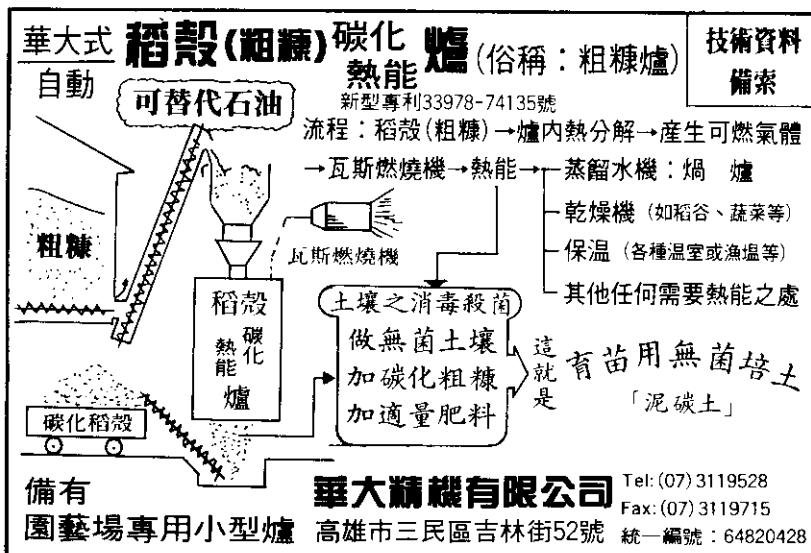 華大式 稻殼(粗糠)碳化熱能爐(俗稱：粗糠爐)
自動
新型專利33978-74135號
技術資料
備索
可替代石油
流程：稻殼(粗糠)→爐內熱分解→産生可燃氣體
→瓦斯燃燒機→熱能→蒸餾水機：煱 爐
乾燥機(如稻谷、蔬菜等)
保温(各種温室或漁塭等)
其他任何需要熱能之處
粗糠
瓦斯燃燒機
稻殼
碳化
熱能
爐
碳化稻殼
土壤之消毒殺菌
做無菌土壤
加碳化粗糠
加適量肥料
這就是
育苗用無菌培土
「泥碳土」
備有
園藝場專用小型爐
華大精機有限公司
高雄市三民區吉林街52號
Tel:(07)3119528
Fax:(07)3119715
統一編號：64820428